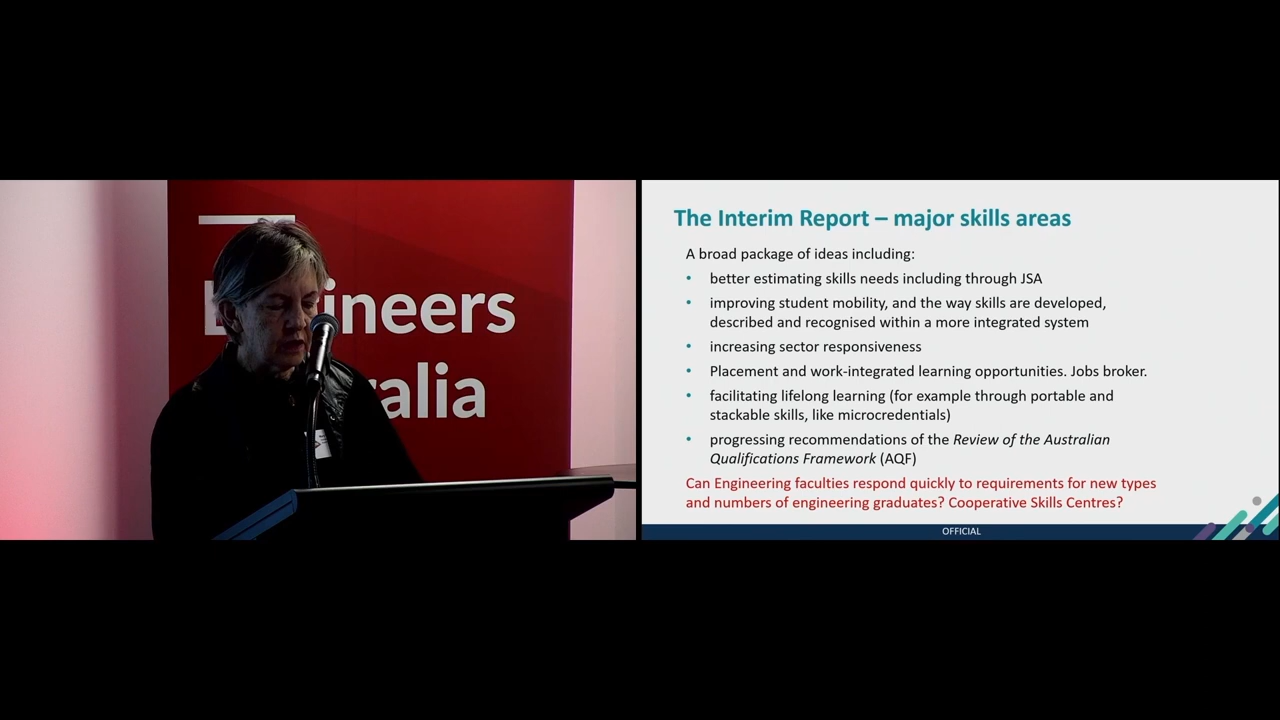 ineers
ralia
The Interim Report – major skills areas
A broad package of ideas including:
• better estimating skills needs including through JSA
• improving student mobility, and the way skills are developed,
described and recognised within a more integrated system
• increasing sector responsiveness
• Placement and work-integrated learning opportunities. Jobs broker.
• facilitating lifelong learning (for example through portable and
stackable skills, like microcredentials)
• progressing recommendations of the Review of the Australian
Qualifications Framework (AQF)
Can Engineering faculties respond quickly to requirements for new types
and numbers of engineering graduates? Cooperative Skills Centres?
OFFICIAL